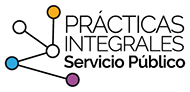 PRÁCTICAS
INTEGRALES
Servicio Público